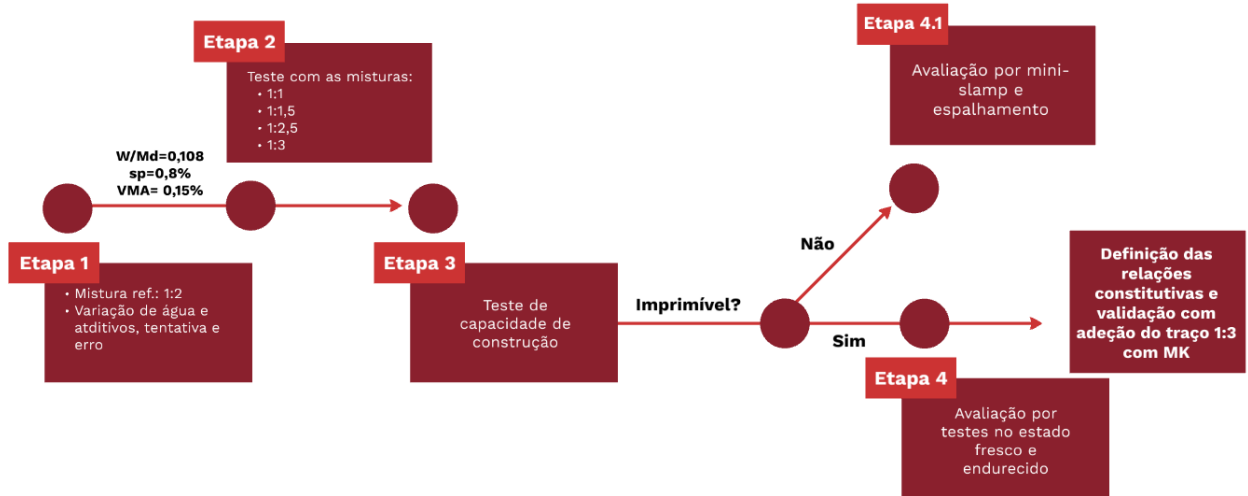 Etapa 1
• Mistura ref.: 1:2
• Variação de água e
atditivos, tentativa e
erro
W/Md=0,108
sp=0,8%
VMA= 0,15%
Etapa 2
Teste com as misturas:
• 1:1
• 1:1,5
• 1:2,5
• 1:3
Etapa 3
Teste de
capacidade de
construção
Imprimível?
Não
Etapa 4.1
Avaliação por mini-
slamp e
espalhamento
Sim
Etapa 4
Avaliação por
testes no estado
fresco e
endurecido
Definição das
relações
constitutivas e
validação com
adeção do traço 1:3
com MK